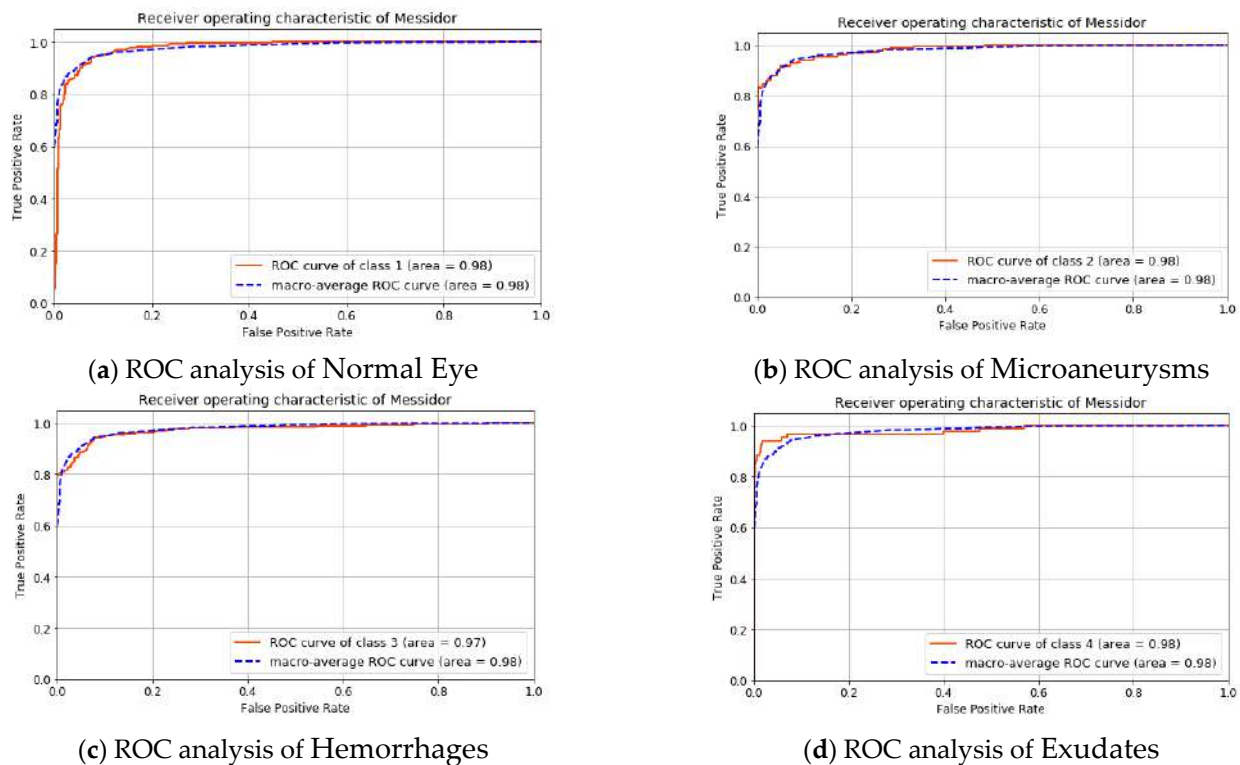 Receiver operating characteristic of Messidor
True Positive Rate
1.0
0.8
0.6
0.4
0.2
0.0
ROC curve of class 1 (area = 0.98)
macro-average ROC curve (area = 0.98)
0.0 0.2 0.4 0.6 0.8 1.0
False Positive Rate
(a) ROC analysis of Normal Eye
Receiver operating characteristic of Messidor
True Positive Rate
1.0
0.8
0.6
0.4
0.2
0.0
ROC curve of class 2 (area = 0.98)
macro-average ROC curve (area = 0.98)
0.0 0.2 0.4 0.6 0.8 1.0
False Positive Rate
(b) ROC analysis of Microaneurysms
Receiver operating characteristic of Messidor
True Positive Rate
1.0
0.8
0.6
0.4
0.2
0.0
ROC curve of class 3 (area = 0.97)
macro-average ROC curve (area = 0.98)
0.0 0.2 0.4 0.6 0.8 1.0
False Positive Rate
(c) ROC analysis of Hemorrhages
Receiver operating characteristic of Messidor
True Positive Rate
1.0
0.8
0.6
0.4
0.2
0.0
ROC curve of class 4 (area = 0.98)
macro-average ROC curve (area = 0.98)
0.0 0.2 0.4 0.6 0.8 1.0
False Positive Rate
(d) ROC analysis of Exudates